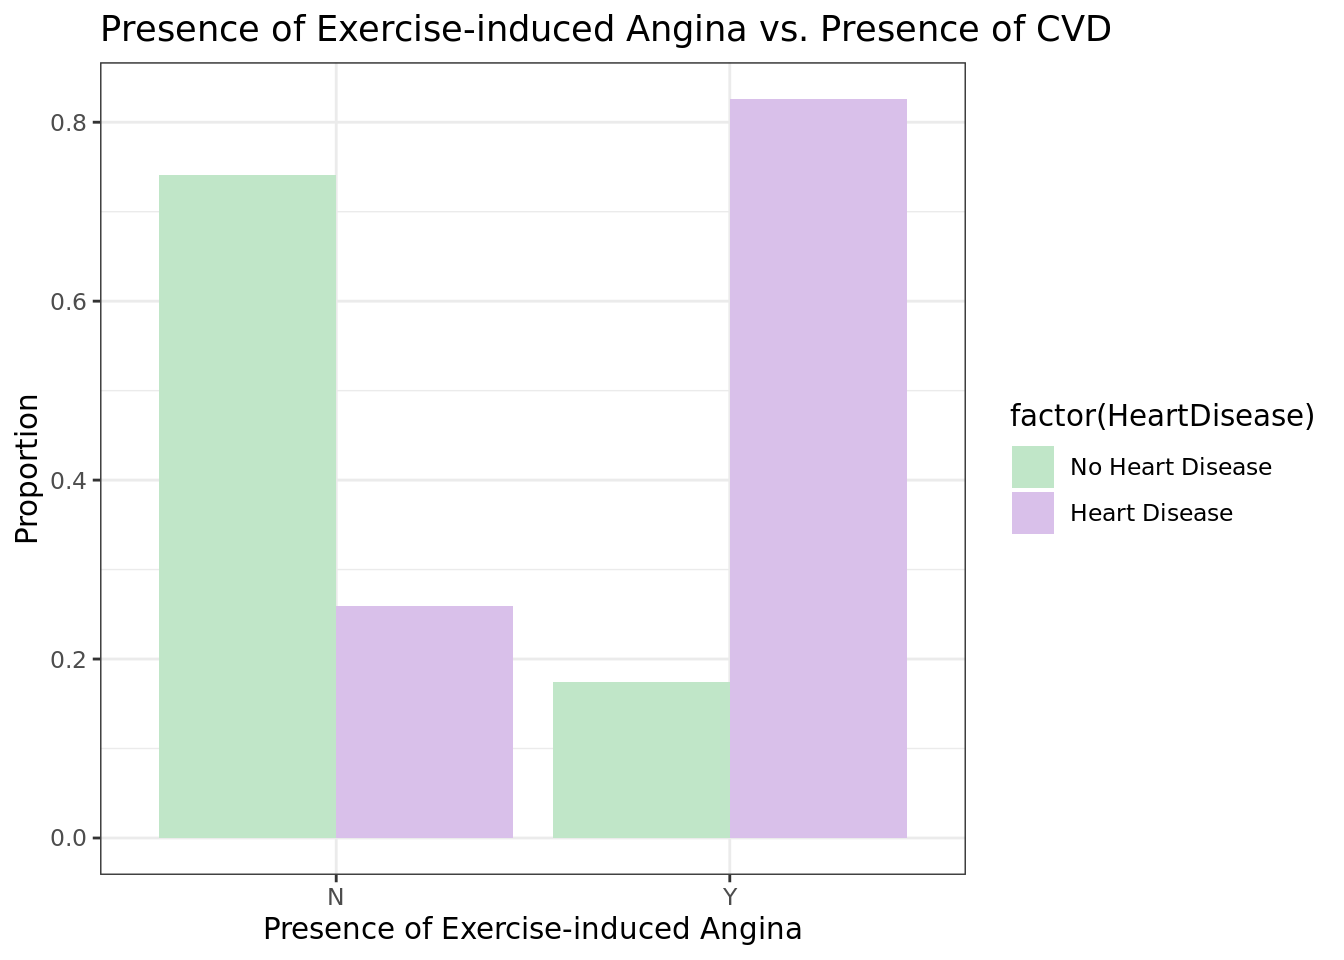 Presence of Exercise-induced Angina vs. Presence of CVD
0.8
0.6
0.4
0.2
0.0
Proportion
N
Y
Presence of Exercise-induced Angina
factor(HeartDisease)
No Heart Disease
Heart Disease